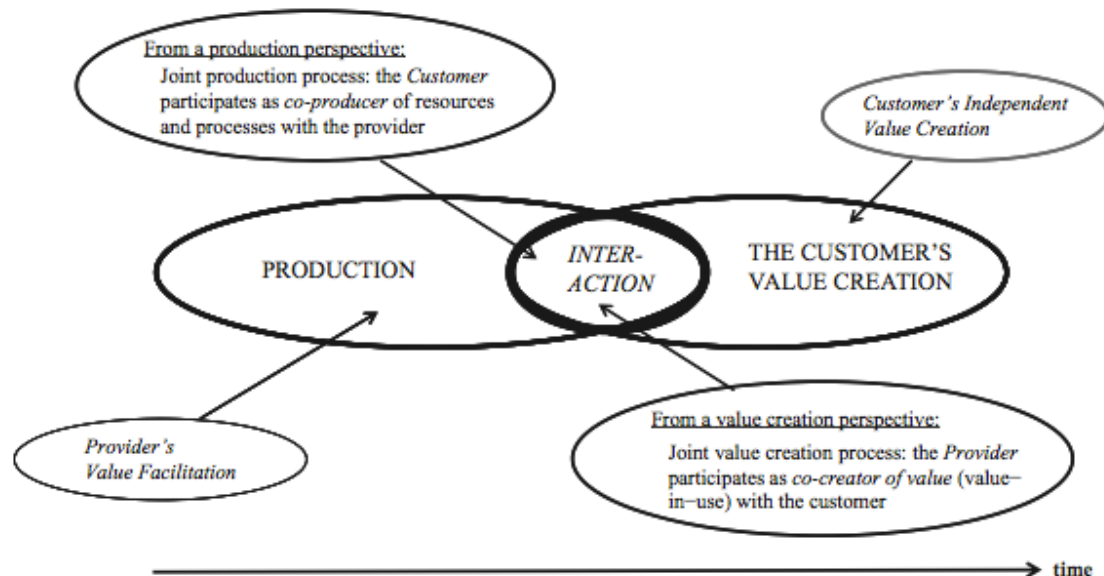 From a production perspective:
Joint production process: the Customer
participates as co-producer of resources
and processes with the provider
Customer's Independent
Value Creation
PRODUCTION
INTER-
ACTION
THE CUSTOMER'S
VALUE CREATION
Provider's
Value Facilitation
From a value creation perspective:
Joint value creation process: the Provider
participates as co-creator of value (value–
in–use) with the customer
time